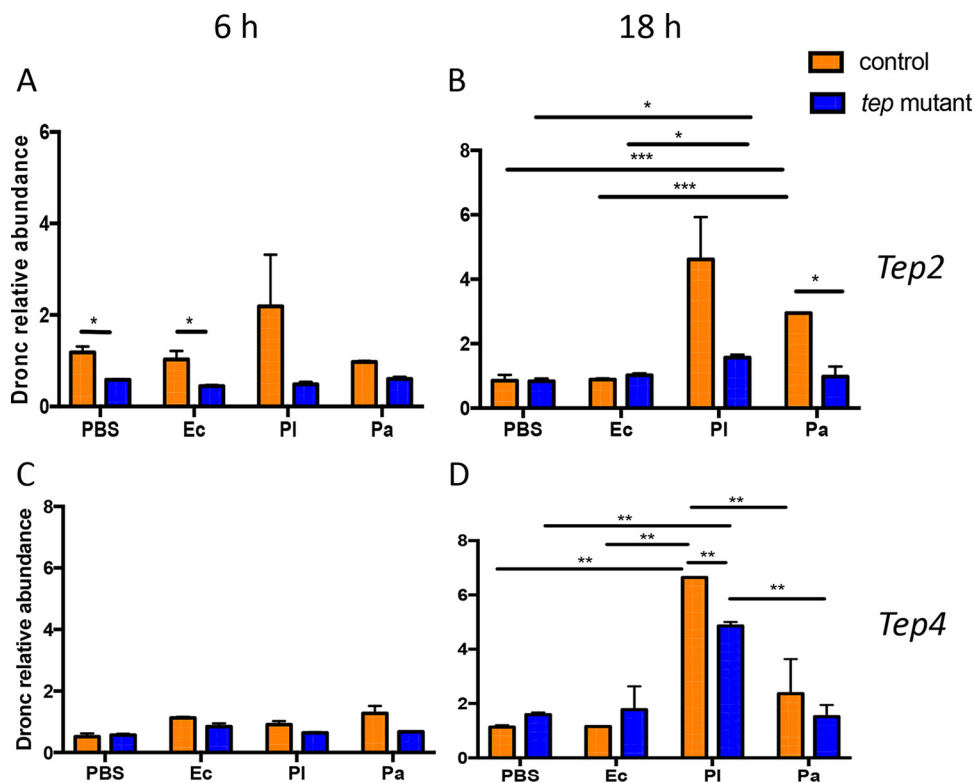 6 h
18 h
control
tep mutant
A
Dronc relative abundance
6
4
2
0
*
*
PBS
Ec
Pl
Pa
B
8
6
4
2
0
*
*
***
***
*
PBS
Ec
Pl
Pa
Tep2
C
Dronc relative abundance
8
6
4
2
0
PBS
Ec
Pl
Pa
D
8
6
4
2
0
**
**
**
**
**
**
PBS
Ec
Pl
Pa
Tep4